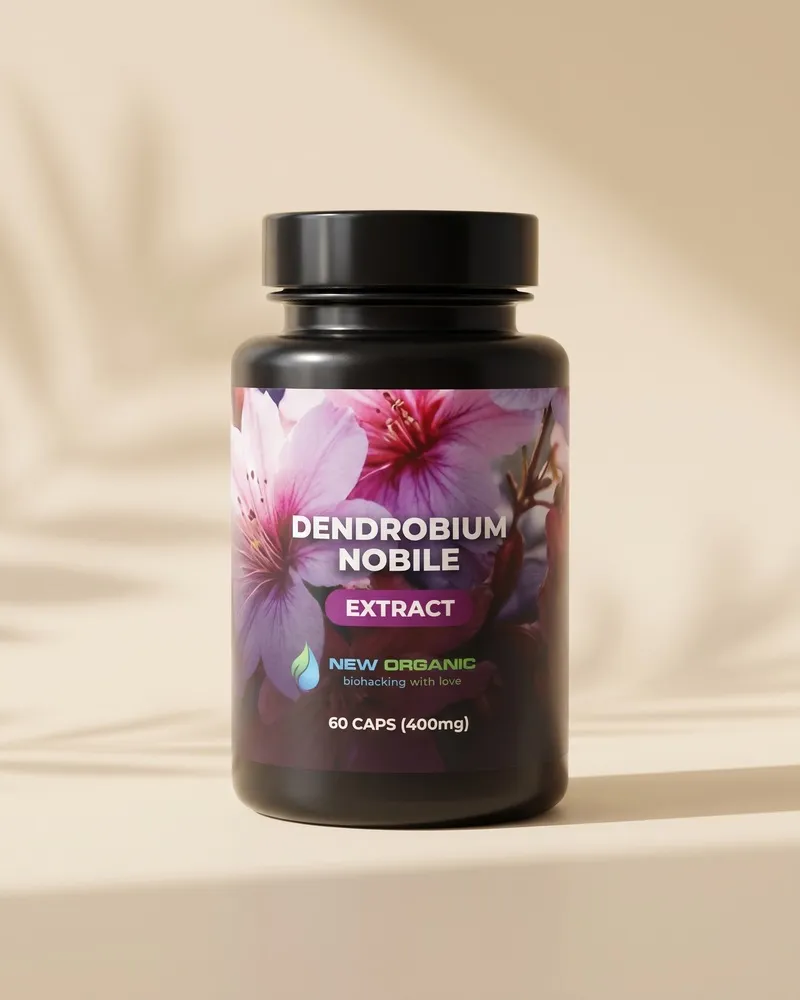 DENDROBIUM
NOBILE
EXTRACT
NEW ORGANIC
biohacking with love
60 CAPS (400mg)